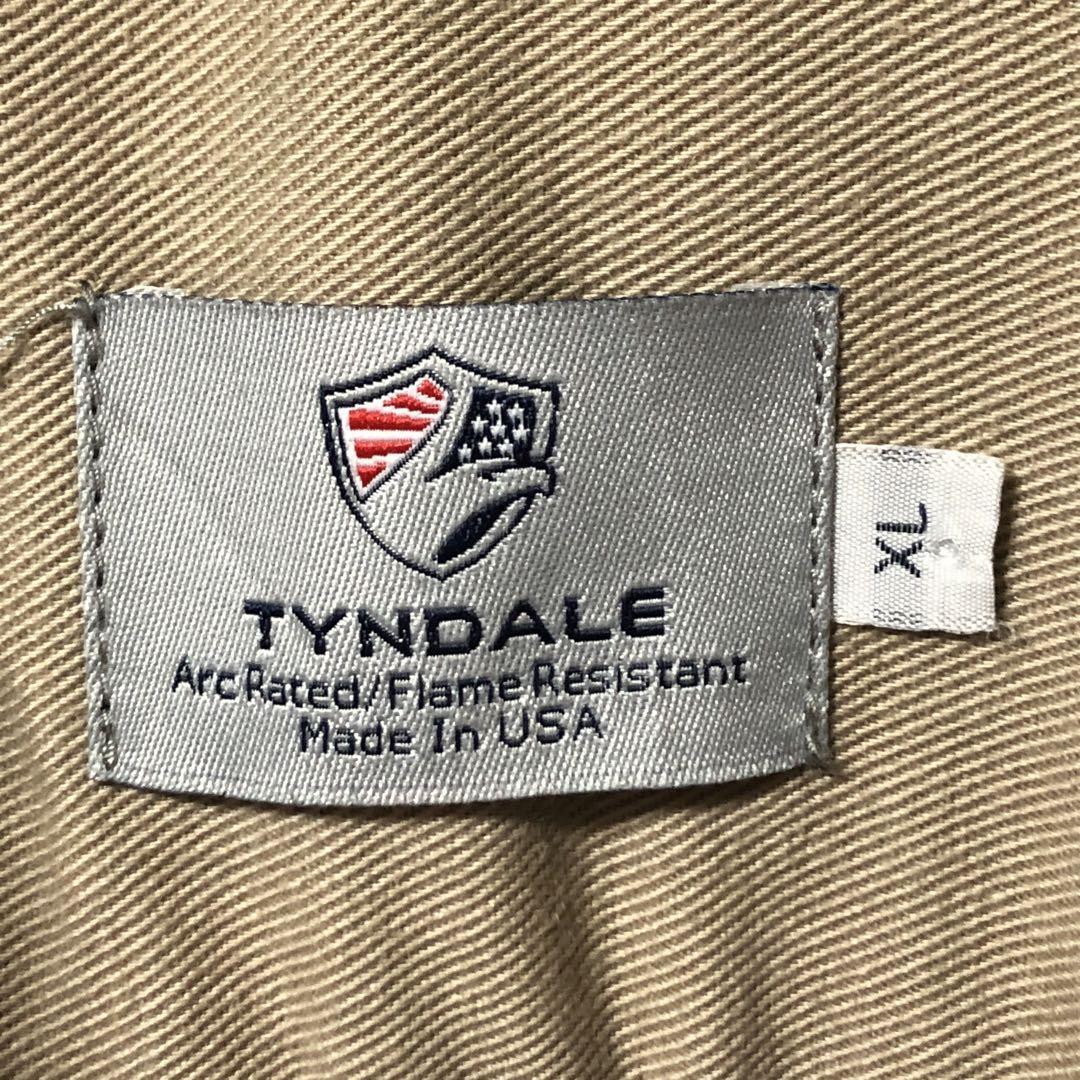 TYNDALE
Arc Rated/Flame Resistant
Made In USA
XL